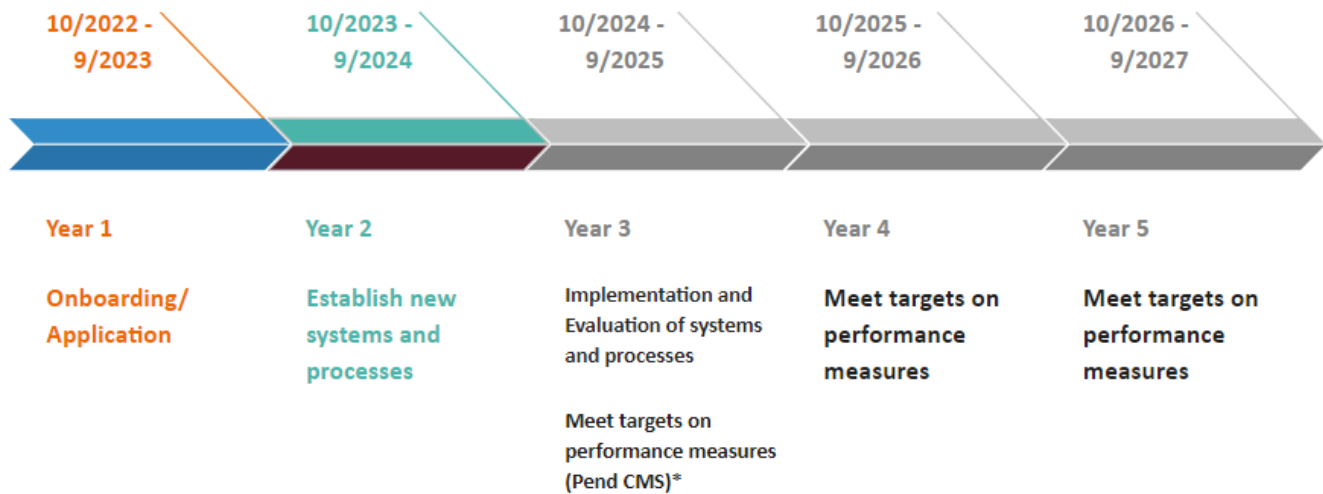 10/2022 -
9/2023
10/2023 -
9/2024
10/2024 -
9/2025
10/2025 -
9/2026
10/2026 -
9/2027
Year 1
Onboarding/
Application
Year 2
Establish new
systems and
processes
Year 3
Implementation and
Evaluation of systems
and processes
Meet targets on
performance measures
(Pend CMS)*
Year 4
Meet targets on
performance
measures
Year 5
Meet targets on
performance
measures